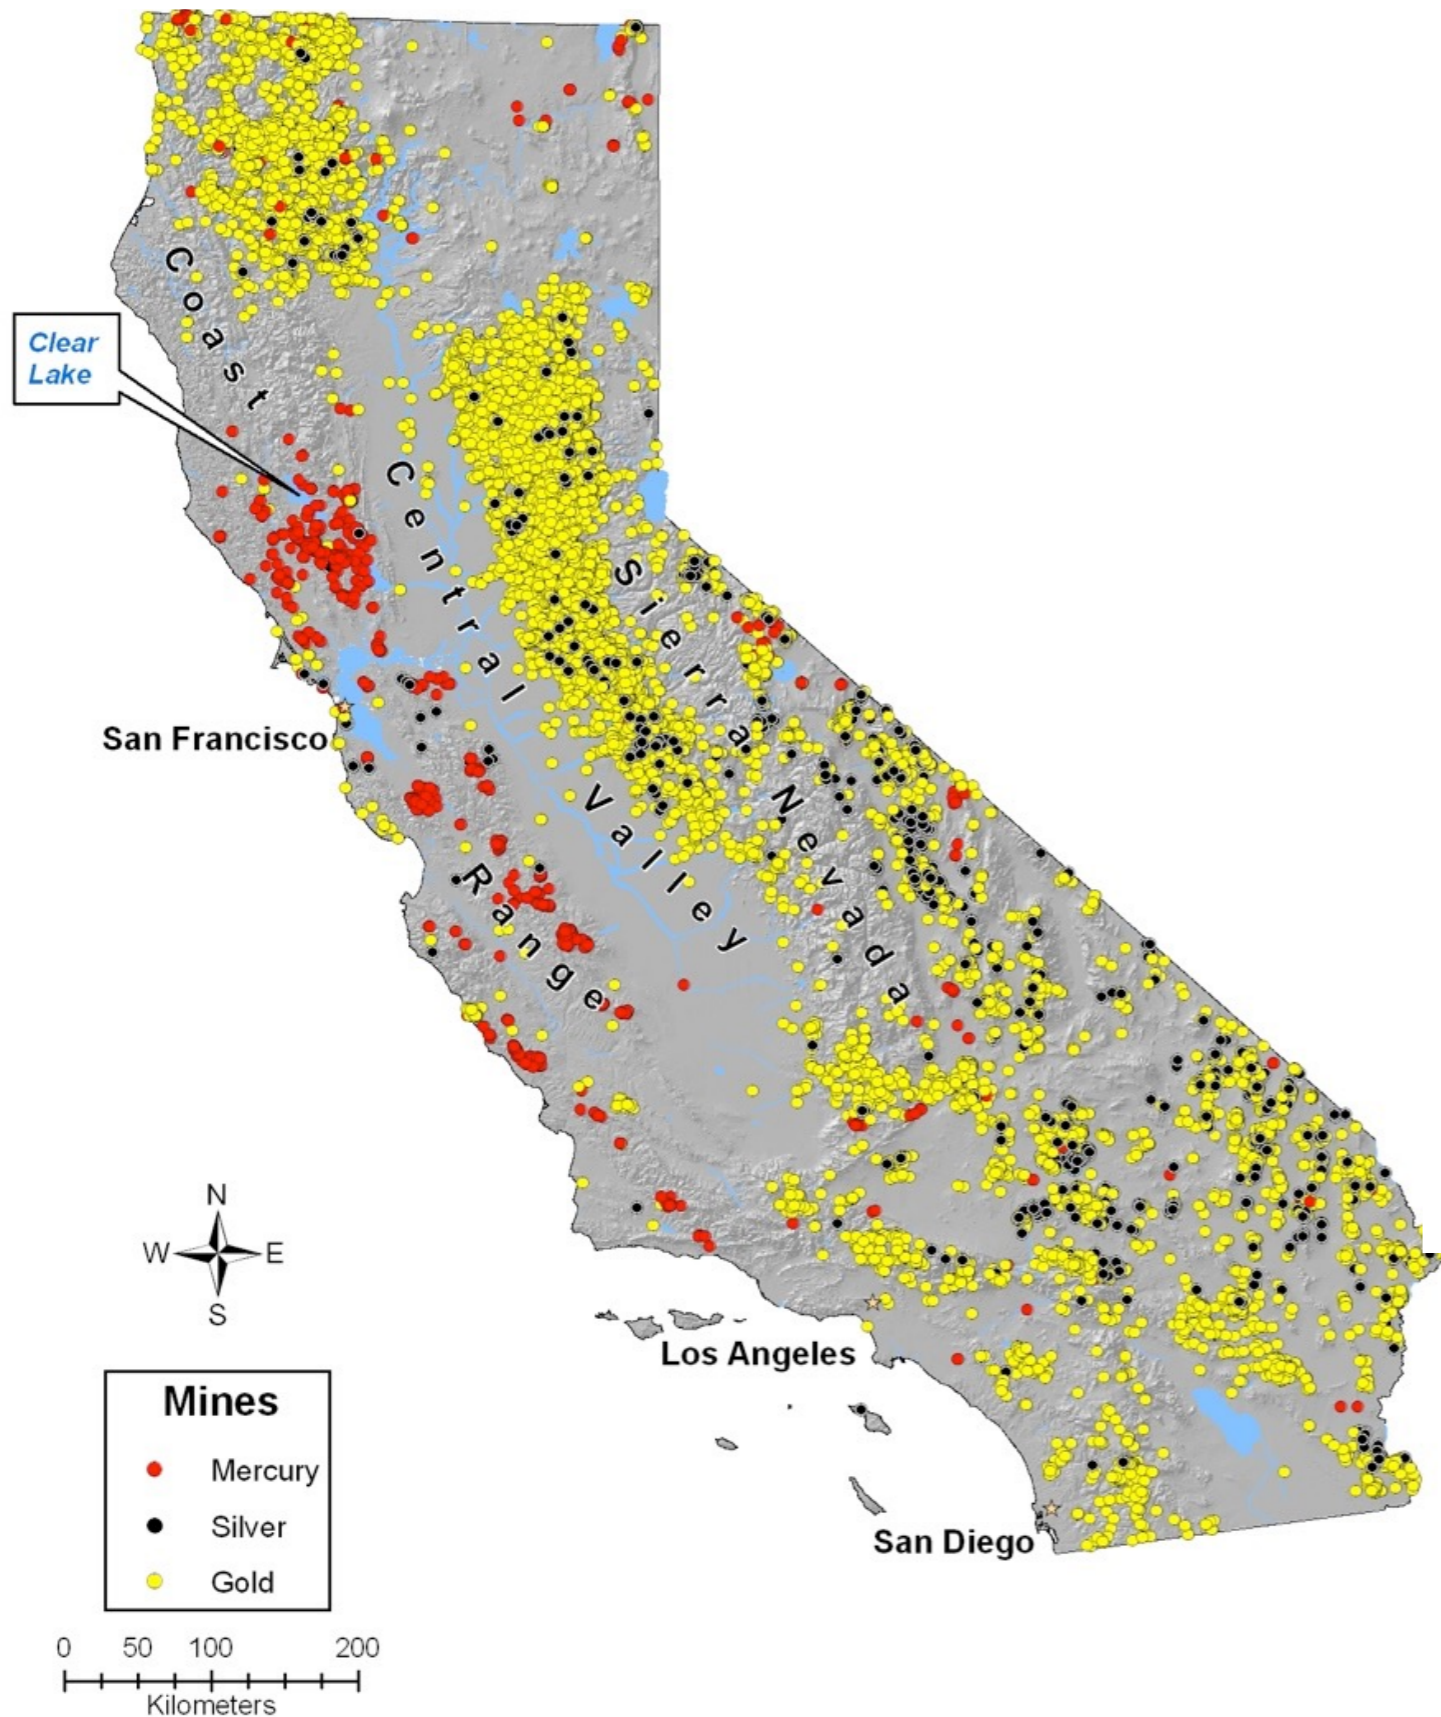 Coast
Clear
Lake
Central
Sierra
San Francisco
Valley
Nevada
Range
N
W
E
S
Los Angeles
San Diego
Mines
Mercury
Silver
Gold
0 50 100 200
Kilometers